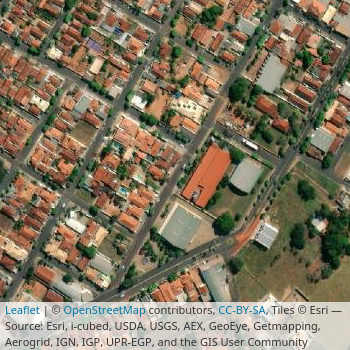 Leaflet | © OpenStreetMap contributors, CC-BY-SA, Tiles © Esri —
Source: Esri, i-cubed, USDA, USGS, AEX, GeoEye, Getmapping,
Aerogrid, IGN, IGP, UPR-EGP, and the GIS User Community